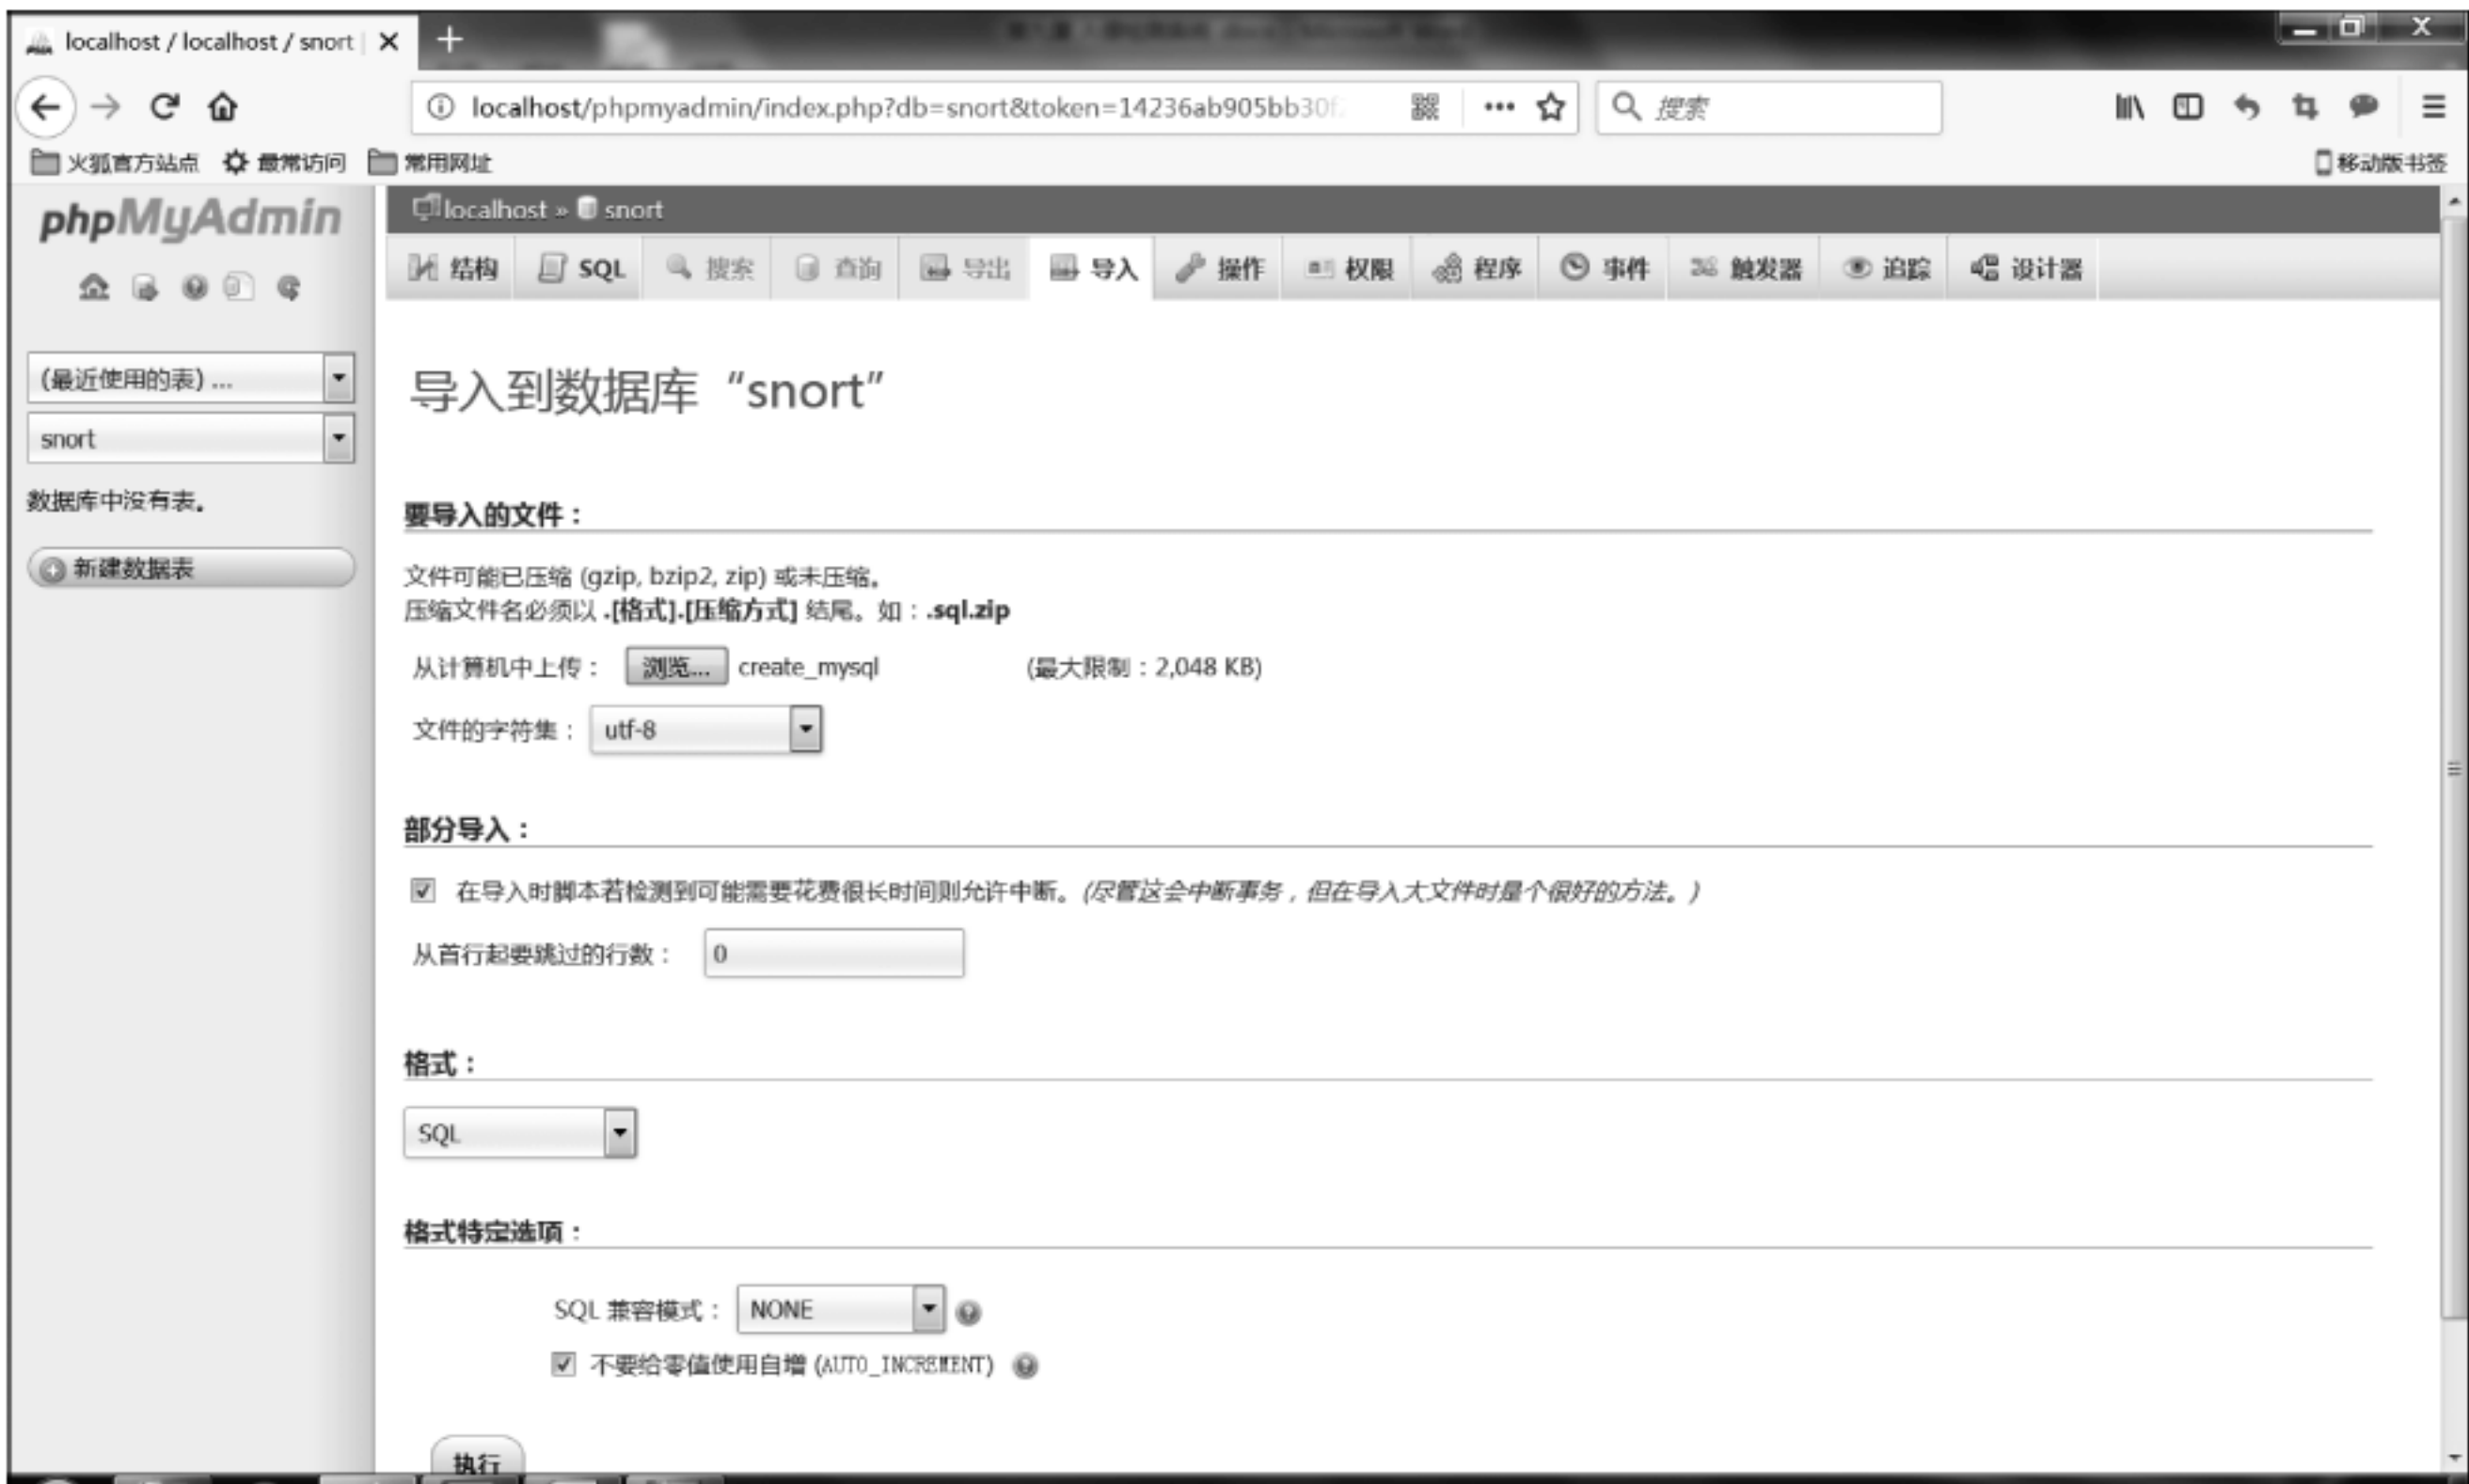 localhost / localhost / snort
localhost/phpmyadmin/index.php?db=snort&token=14236ab905bb30f
搜索
火狐官方站点 最常访问 常用网址 移动版书签
phpMyAdmin
(最近使用的表) ...
snort
数据库中没有表。
新建数据表
localhost » snort
结构 SQL 搜索 查询 导出 导入 操作 权限 程序 事件 触发器 追踪 设计器
导入到数据库“snort”
要导入的文件：
文件可能已压缩 (gzip, bzip2, zip) 或未压缩。
压缩文件名必须以 .[格式].[压缩方式] 结尾。如：.sql.zip
从计算机中上传： 浏览... create_mysql (最大限制：2,048 KB)
文件的字符集： utf-8
部分导入：
在导入时脚本若检测到可能需要花费很长时间则允许中断。(尽管这会中断事务，但在导入大文件时是个很好的方法。)
从首行起要跳过的行数： 0
格式：
SQL
格式特定选项：
SQL 兼容模式： NONE
不要给零值使用自增 (AUTO_INCREMENT)
执行